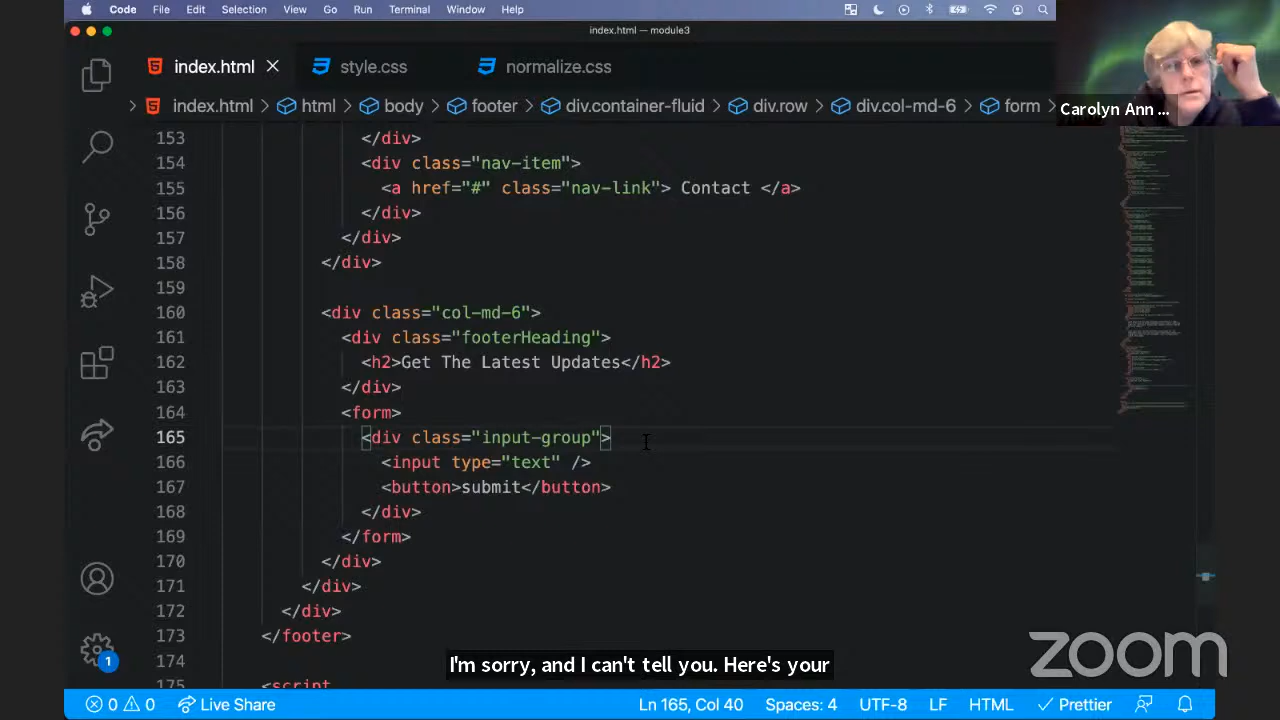 Code File Edit Selection View Go Run Terminal Window Help
index.html — module3
index.html style.css normalize.css
index.html > html > body > footer > div.container-fluid > div.row > div.col-md-6 > form >
Carolyn Ann ...
153 </div>
154 <div class="nav-item">
155 <a href="#" class="nav-link"> Contact </a>
156 </div>
157 </div>
158 </div>
159
160 <div class="col-md-6">
161 <div class="footerHeading">
162 <h2>Get The Latest Updates</h2>
163 </div>
164 <form>
165 <div class="input-group">
166 <input type="text" />
167 <button>submit</button>
168 </div>
169 </form>
170 </div>
171 </div>
172 </div>
173 </footer>
174
175 <script
I'm sorry, and I can't tell you. Here's your
zoom
1
0 0 Live Share Ln 165, Col 40 Spaces: 4 UTF-8 LF HTML Prettier